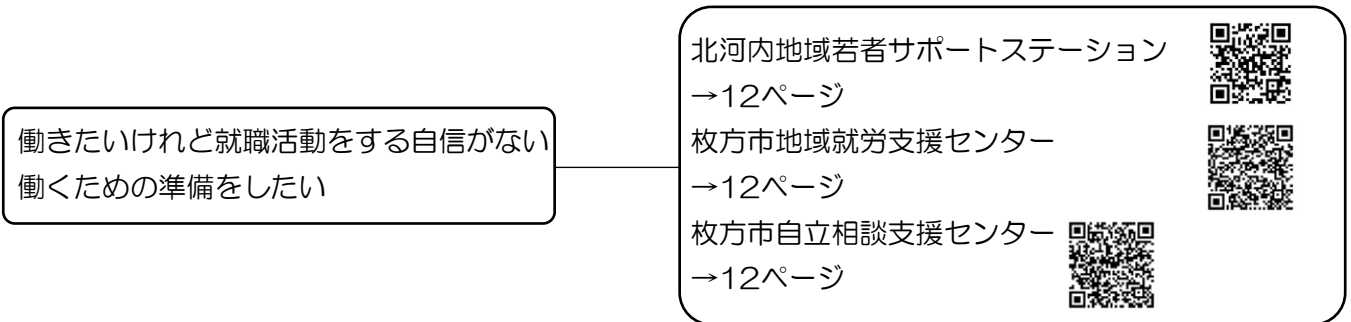 働きたいけれど就職活動をする自信がない
働くための準備をしたい
北河内地域若者サポートステーション
→12ページ
枚方市地域就労支援センター
→12ページ
枚方市自立相談支援センター
→12ページ